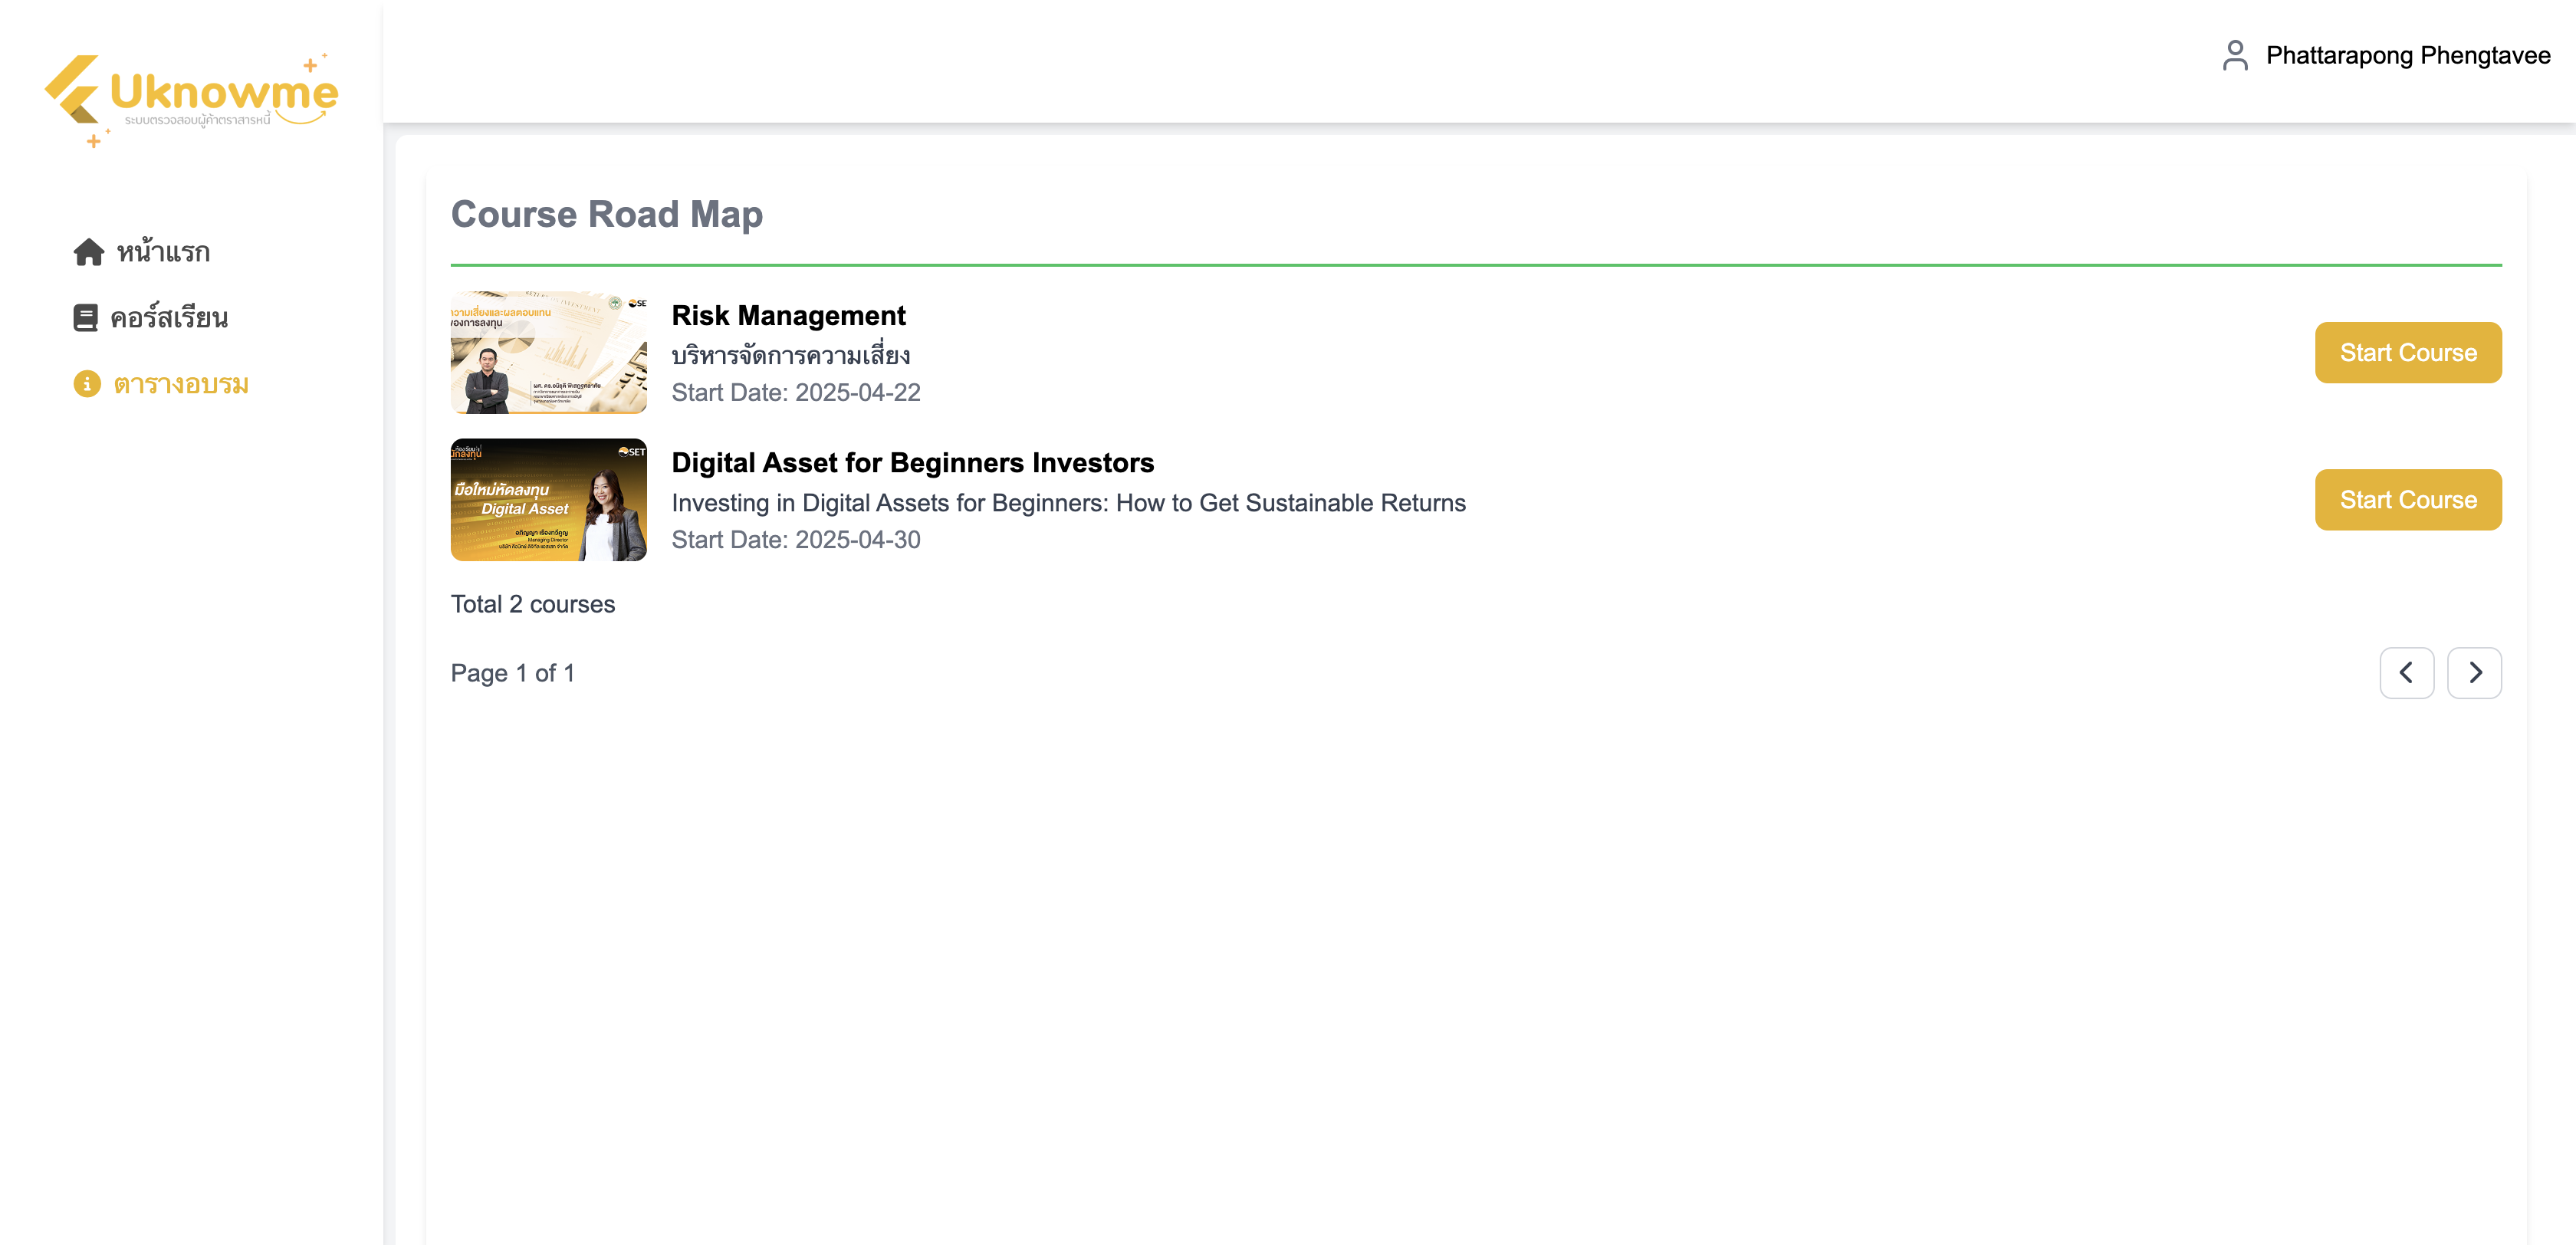 Uknowme
ระบบตรวจสอบผู้ค้าตราสารหนี้
Phattarapong Phengtavee
หน้าแรก
คอร์สเรียน
ตารางอบรม
Course Road Map
ความเสี่ยงและผลตอบแทน
ของการลงทุน
Risk Management
บริหารจัดการความเสี่ยง
Start Date: 2025-04-22
Start Course
SET
มือใหม่หัดลงทุน
Digital Asset
Managing Director
Digital Asset for Beginners Investors
Investing in Digital Assets for Beginners: How to Get Sustainable Returns
Start Date: 2025-04-30
Start Course
Total 2 courses
Page 1 of 1